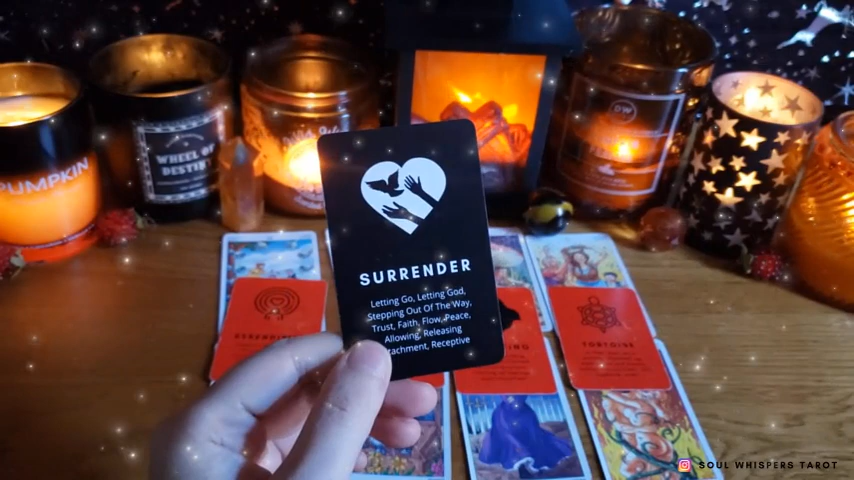 PUMPKIN
WHEEL OF
DESTINY
DW
SURRENDER
Letting Go, Letting God,
Stepping Out Of The Way,
Trust, Faith, Flow, Peace,
Allowing, Releasing
Receptive
TORTOISE
SOUL WHISPERS TAROT